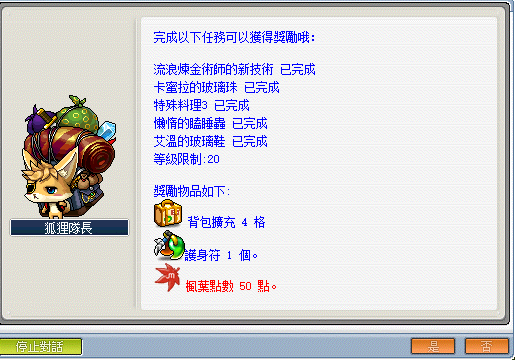 完成以下任務可以獲得獎勵哦:
流浪煉金術師的新技術 已完成
卡蜜拉的玻璃珠 已完成
特殊料理3 已完成
懶惰的瞌睡蟲 已完成
艾溫的玻璃鞋 已完成
等級限制:20
獎勵物品如下:
背包擴充 4 格
護身符 1 個。
楓葉點數 50 點。
狐狸隊長
停止對話
是
否